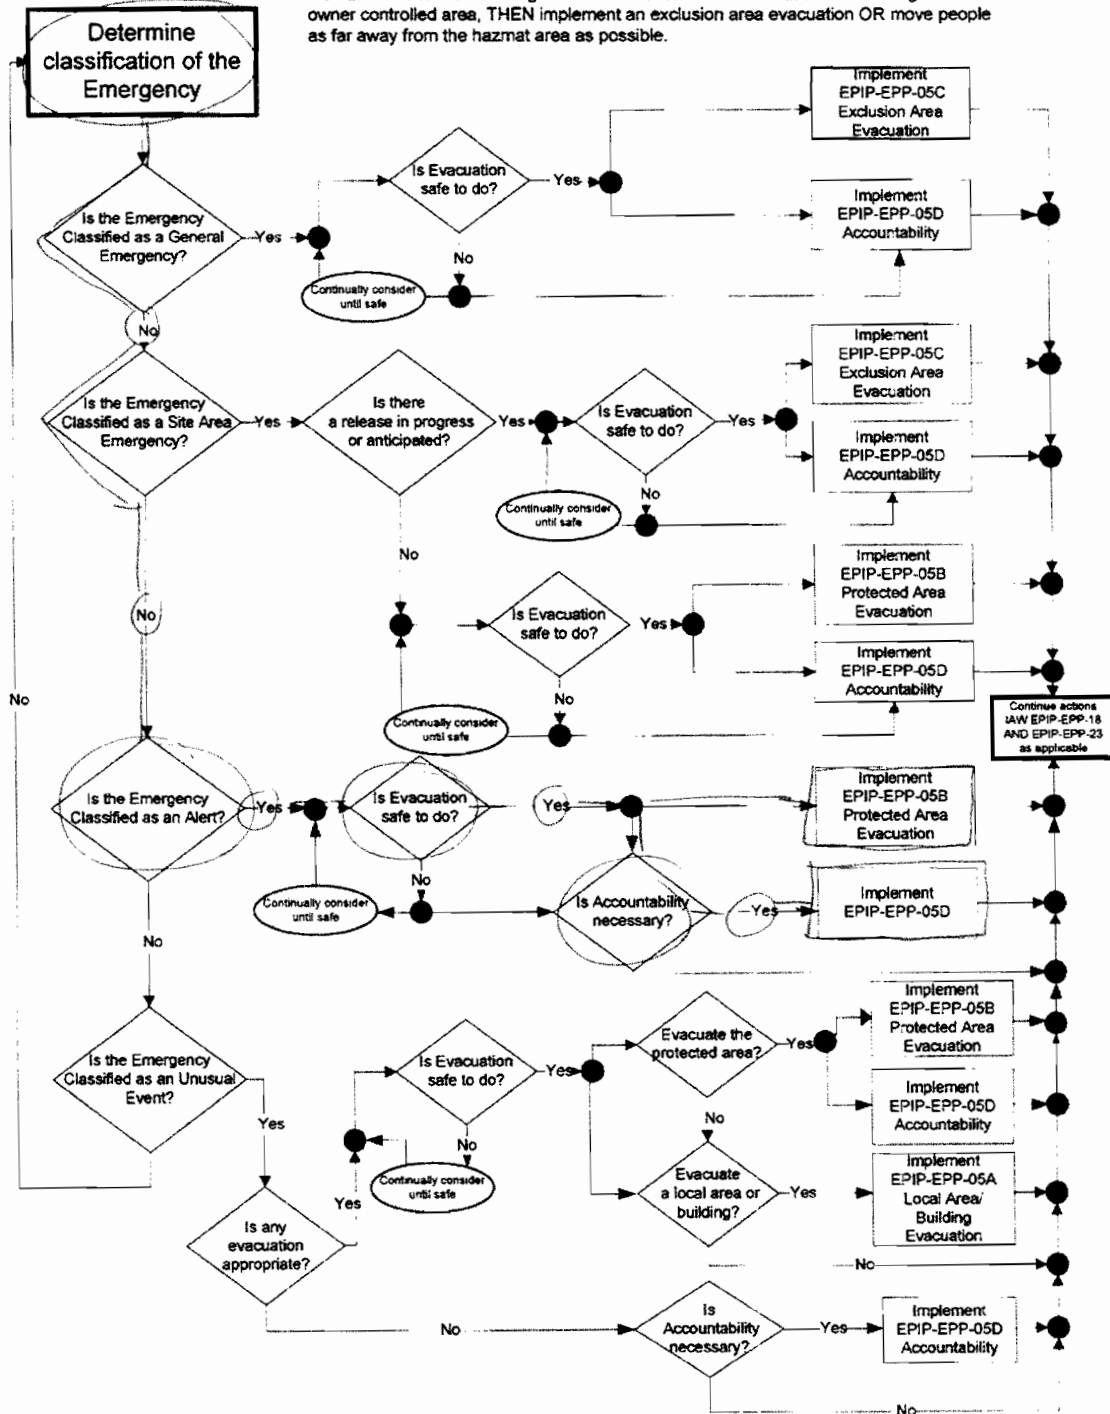 owner controlled area, THEN implement an exclusion area evacuation OR move people
as far away from the hazmat area as possible.
Determine
classification of the
Emergency
Implement
EPIP-EPP-05C
Exclusion Area
Evacuation
Is Evacuation
safe to do?
Yes
Implement
EPIP-EPP-05D
Accountability
Is the Emergency
Classified as a General
Emergency?
Yes
No
Continually consider
until safe
No
Implement
EPIP-EPP-05C
Exclusion Area
Evacuation
Is the Emergency
Classified as a Site Area
Emergency?
Yes
Is there
a release in progress
or anticipated?
Yes
Is Evacuation
safe to do?
Yes
Implement
EPIP-EPP-05D
Accountability
No
Continually consider
until safe
No
Implement
EPIP-EPP-05B
Protected Area
Evacuation
No
Is Evacuation
safe to do?
Yes
Implement
EPIP-EPP-05D
Accountability
No
No
Continually consider
until safe
Continue actions
IAW EPIP-EPP-18
AND EPIP-EPP-23
as applicable
Is the Emergency
Classified as an Alert?
Yes
Is Evacuation
safe to do?
Yes
Implement
EPIP-EPP-05B
Protected Area
Evacuation
No
Continually consider
until safe
Is Accountability
necessary?
Yes
Implement
EPIP-EPP-05D
No
Implement
EPIP-EPP-05B
Protected Area
Evacuation
Is the Emergency
Classified as an Unusual
Event?
Is Evacuation
safe to do?
Yes
Evacuate the
protected area?
Yes
Implement
EPIP-EPP-05D
Accountability
Yes
No
No
Continually consider
until safe
Yes
Evacuate
a local area or
building?
Yes
Implement
EPIP-EPP-05A
Local Area/
Building
Evacuation
Is any
evacuation
appropriate?
No
No
Is
Accountability
necessary?
Yes
Implement
EPIP-EPP-05D
Accountability
No